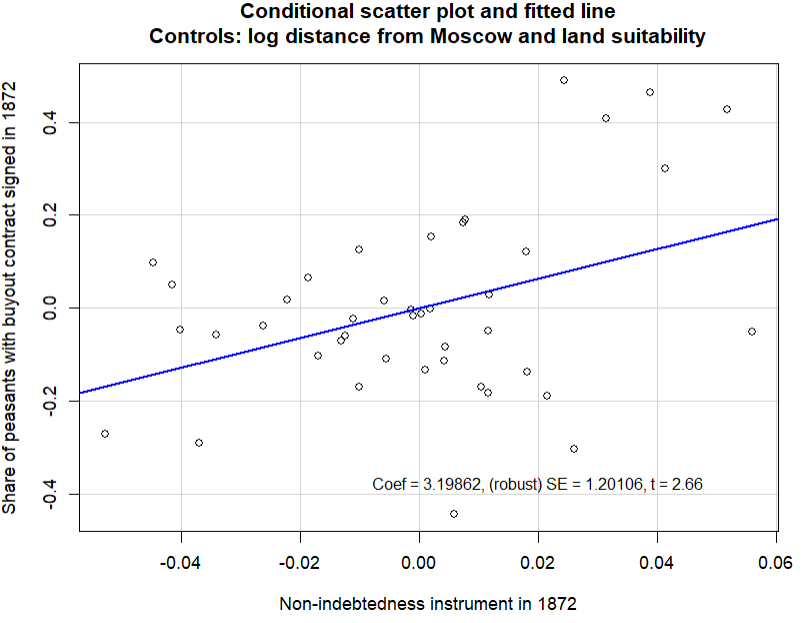 Conditional scatter plot and fitted line
Controls: log distance from Moscow and land suitability
Share of peasants with buyout contract signed in 1872
0.4
0.2
0.0
-0.2
-0.4
Coef = 3.19862, (robust) SE = 1.20106, t = 2.66
-0.04 -0.02 0.00 0.02 0.04 0.06
Non-indebtedness instrument in 1872